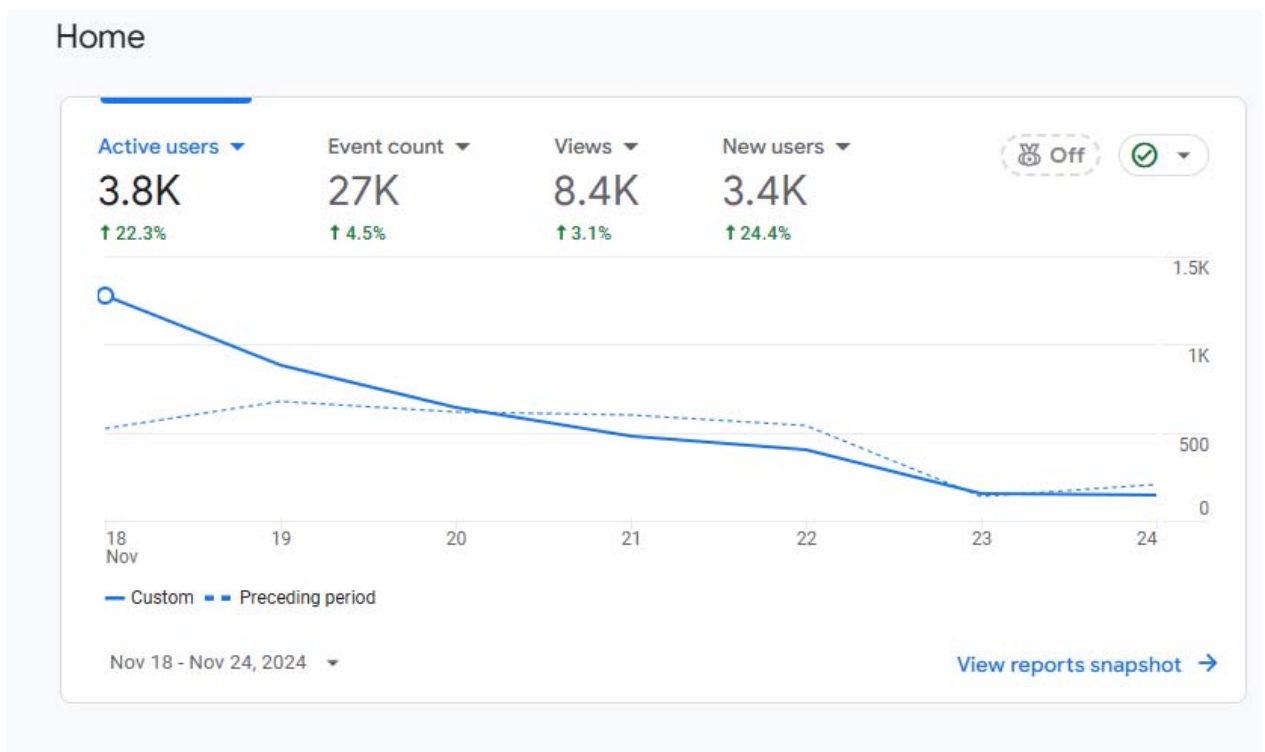 Home
Active users
3.8K
↑ 22.3%
Event count
27K
↑ 4.5%
Views
8.4K
↑ 3.1%
New users
3.4K
↑ 24.4%
Off
1.5K
1K
500
0
18 Nov
19
20
21
22
23
24
Custom
Preceding period
Nov 18 - Nov 24, 2024
View reports snapshot →